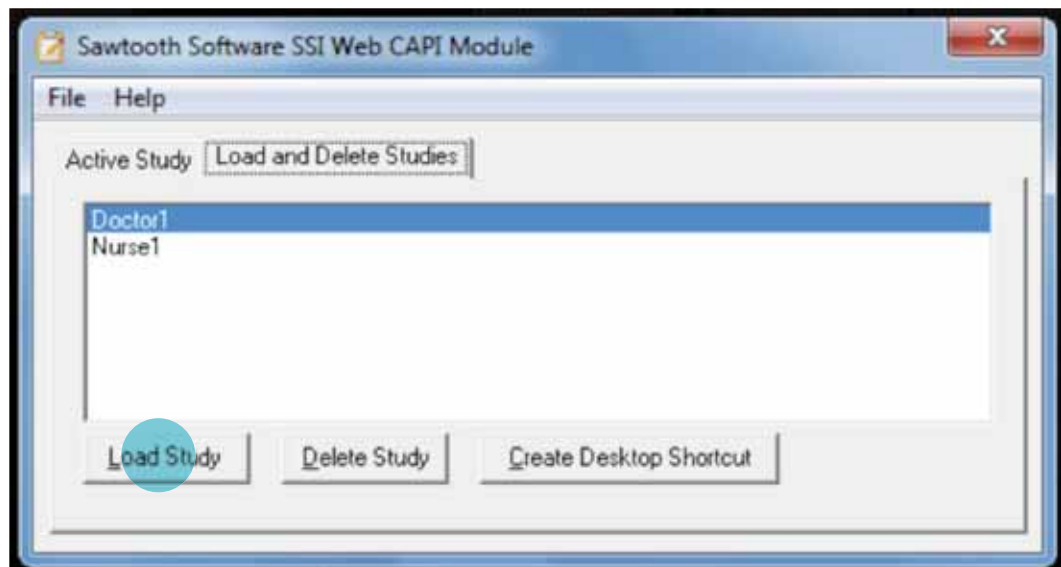 Sawtooth Software SSI Web CAPI Module
File Help
Active Study Load and Delete Studies
Doctor1
Nurse1
Load Study Delete Study Create Desktop Shortcut